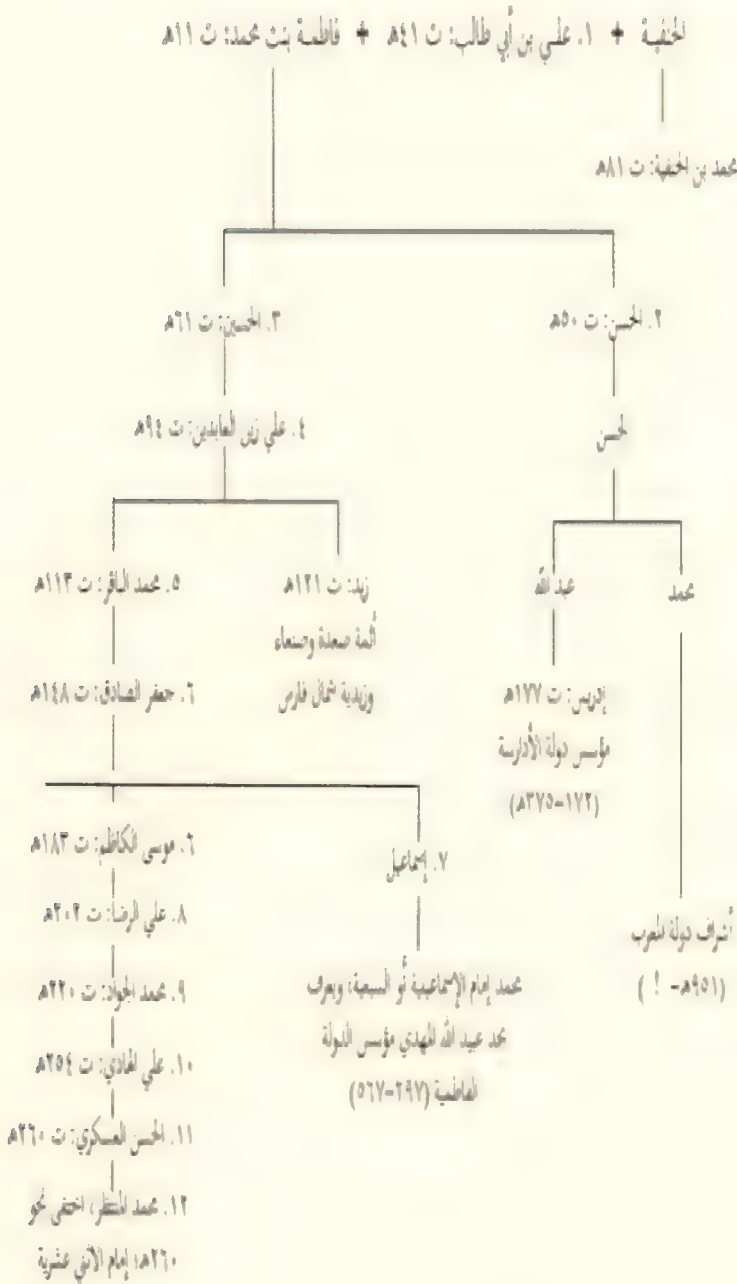 الحنفية + ١. علي بن أبي طالب: ت ٤١هـ + فاطمة بنت محمد: ت ١١هـ
محمد بن الحنفية: ت ٨١هـ
٢. الحسن: ت ٥٠هـ
٣. الحسين: ت ٦١هـ
لحسن
٤. علي زين العابدين: ت ٩٤هـ
محمد
عبد الله
زيد: ت ١٢١هـ
٥. محمد الباقر: ت ١١٣هـ
أئمة صعدة وصنعاء
وزيدية شمال فارس
إدريس: ت ١٧٧هـ
مؤسس دولة الأدارسة
(١٧٢-٣٧٥هـ)
٦. جعفر الصادق: ت ١٤٨هـ
أشراف دولة المغرب
(٩٥١هـ- ! )
٧. إسماعيل
محمد إمام الإسماعيلية أو السبعية، ويعرف
عبيد الله المهدي مؤسس الدولة
الفاطمية (٢٩٧-٥٦٧)
٦. موسى الكاظم: ت ١٨٣هـ
٨. علي الرضا: ت ٢٠٢هـ
٩. محمد الجواد: ت ٢٢٠هـ
١٠. علي الهادي: ت ٢٥٤هـ
١١. الحسن العسكري: ت ٢٦٠هـ
١٢. محمد المنتظر، اختفى نحو
٢٦٠هـ؛ إمام الاثني عشرية